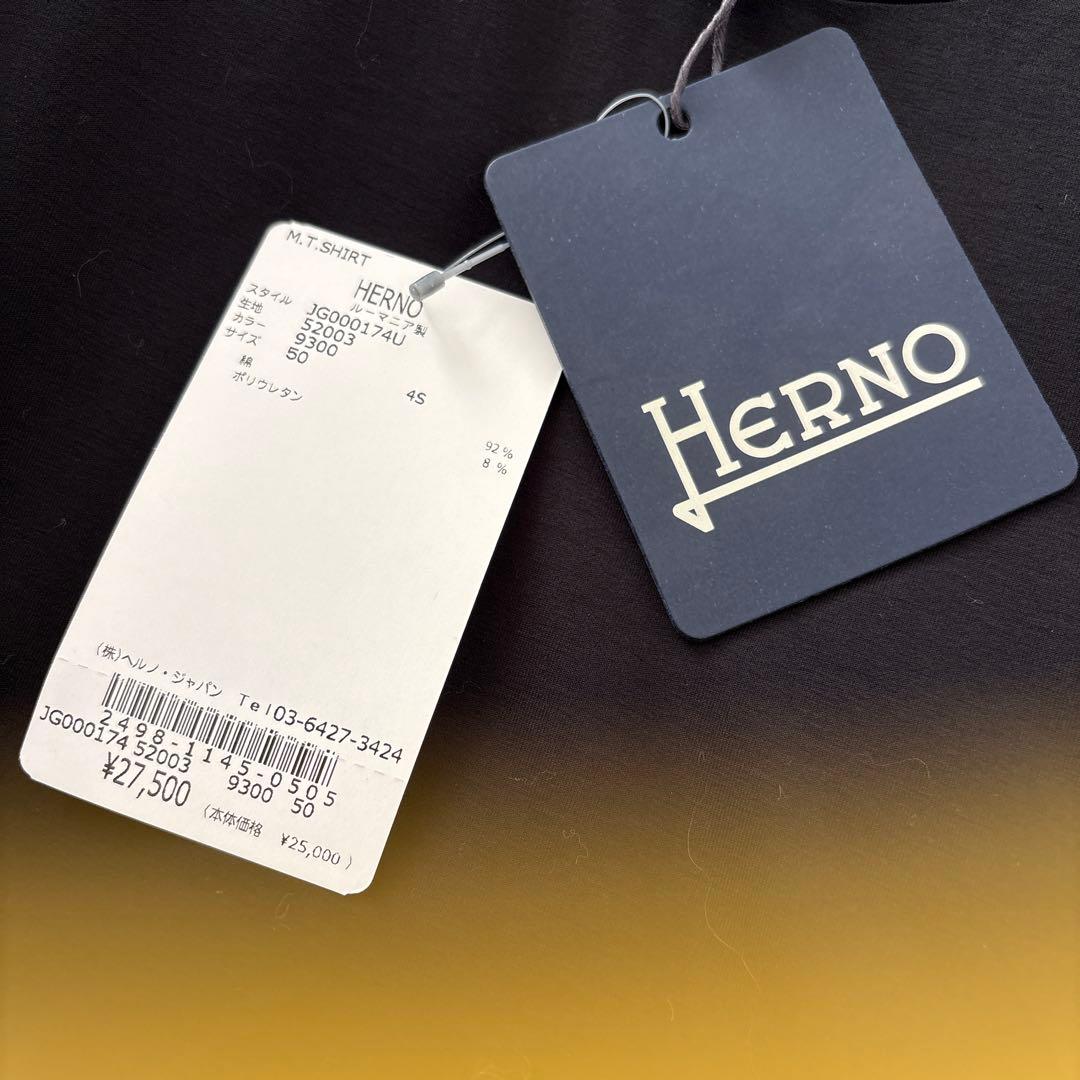 M.T.SHIRT
HERNO
ルーマニア製
スタイル JG000174U
生地 52003
カラー 9300
サイズ 50
4S
綿 92%
ポリウレタン 8%
(株)ヘルノ・ジャパン Tel03-6427-3424
2498-1145-0505
JG000174 52003 9300 50
¥27,500
(本体価格 ¥25,000)
HERNO